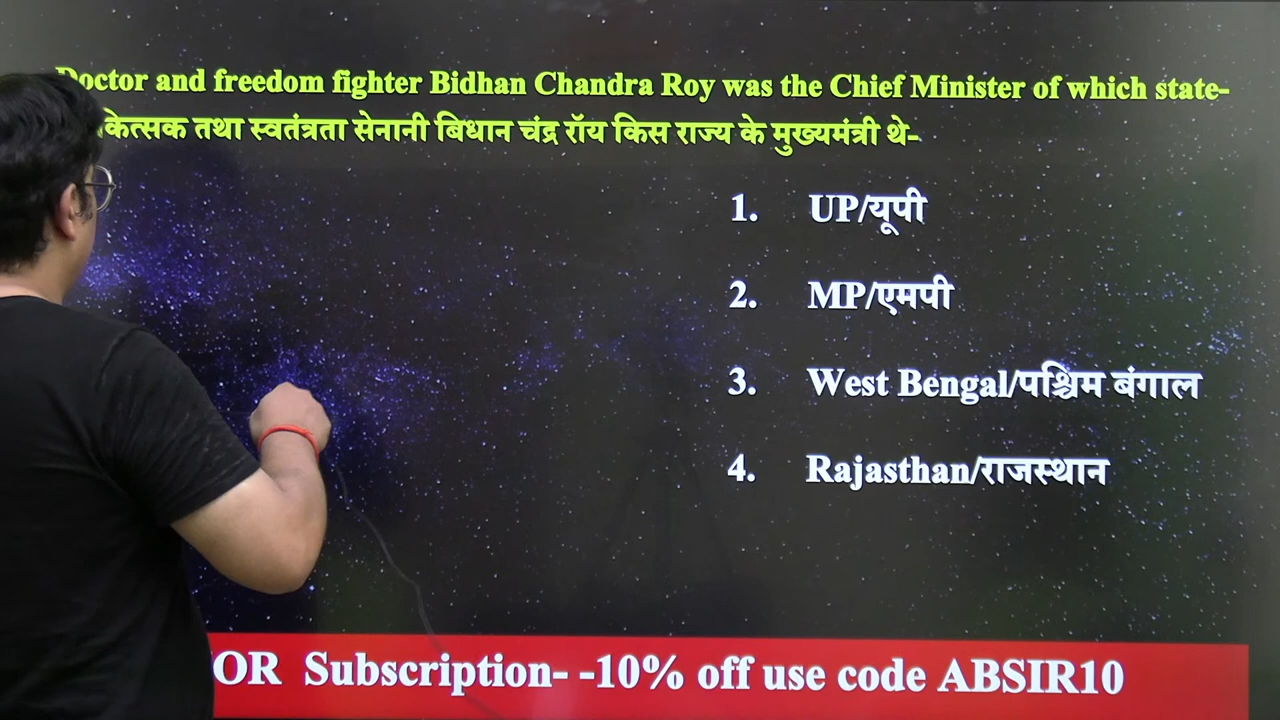 Doctor and freedom fighter Bidhan Chandra Roy was the Chief Minister of which state-
तथा स्वतंत्रता सेनानी बिधान चंद्र रॉय किस राज्य के मुख्यमंत्री थे-
1. UP/यूपी
2. MP/एमपी
3. West Bengal/पश्चिम बंगाल
4. Rajasthan/राजस्थान
OR Subscription- -10% off use code ABSIR10